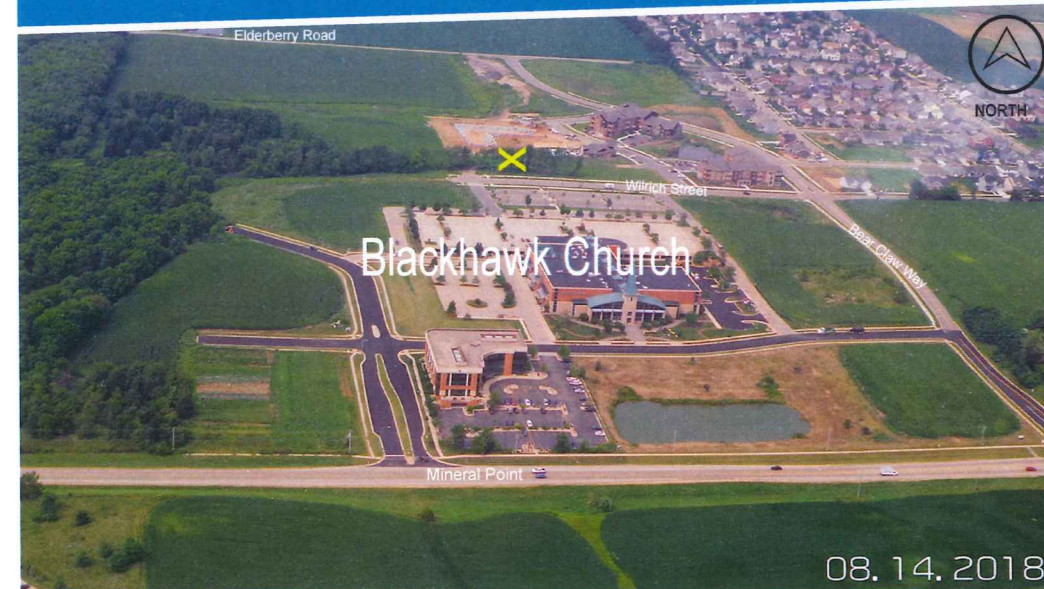 Elderberry Road
NORTH
Wilrich Street
Blackhawk Church
Bear Claw Way
Mineral Point
08. 14. 2018